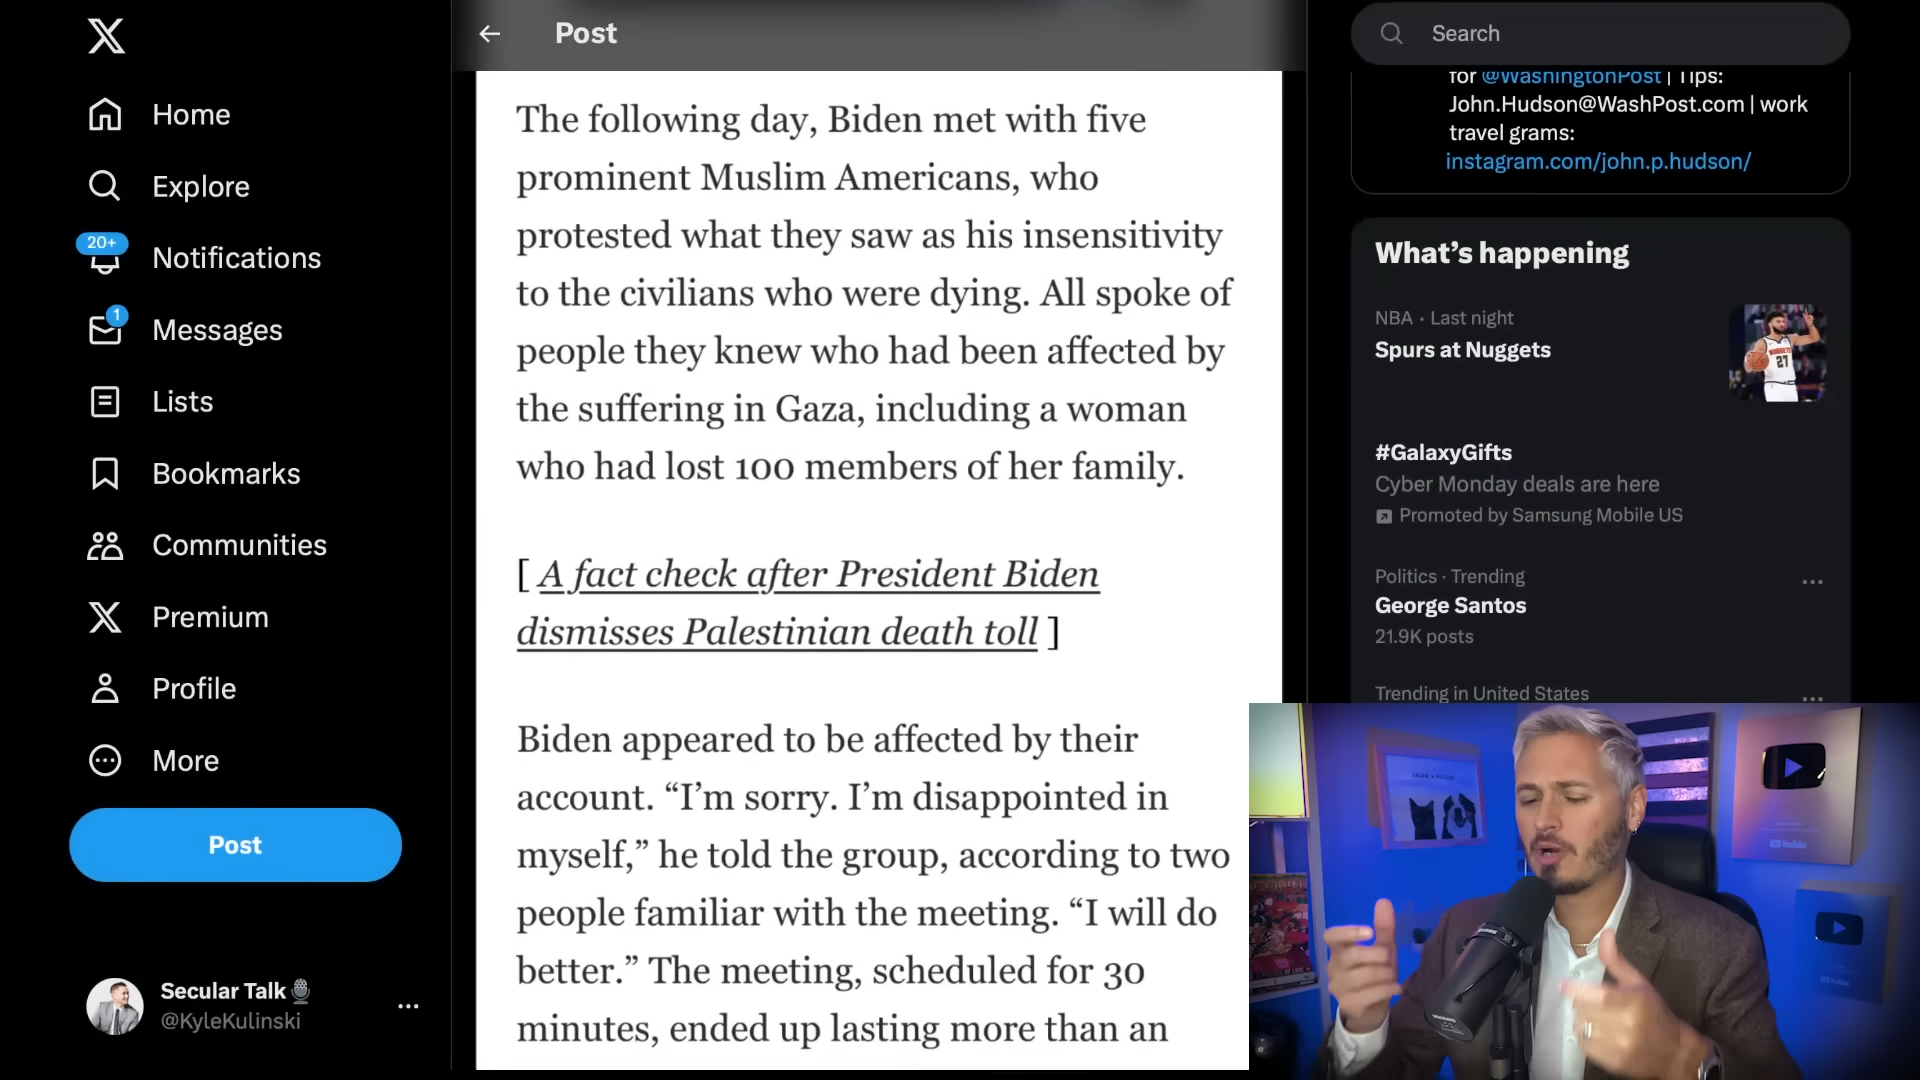 Home
Explore
20+
Notifications
1
Messages
Lists
Bookmarks
Communities
Premium
Profile
More
Post
Secular Talk
@KyleKulinski
Post
The following day, Biden met with five
prominent Muslim Americans, who
protested what they saw as his insensitivity
to the civilians who were dying. All spoke of
people they knew who had been affected by
the suffering in Gaza, including a woman
who had lost 100 members of her family.
[ A fact check after President Biden
dismisses Palestinian death toll ]
Biden appeared to be affected by their
account. “I’m sorry. I’m disappointed in
myself,” he told the group, according to two
people familiar with the meeting. “I will do
better.” The meeting, scheduled for 30
minutes, ended up lasting more than an
Search
for @WashingtonPost | Tips:
John.Hudson@WashPost.com | work
travel grams:
instagram.com/john.p.hudson/
What’s happening
NBA · Last night
Spurs at Nuggets
27
#GalaxyGifts
Cyber Monday deals are here
Promoted by Samsung Mobile US
Politics · Trending
George Santos
21.9K posts
Trending in United States
YouTube